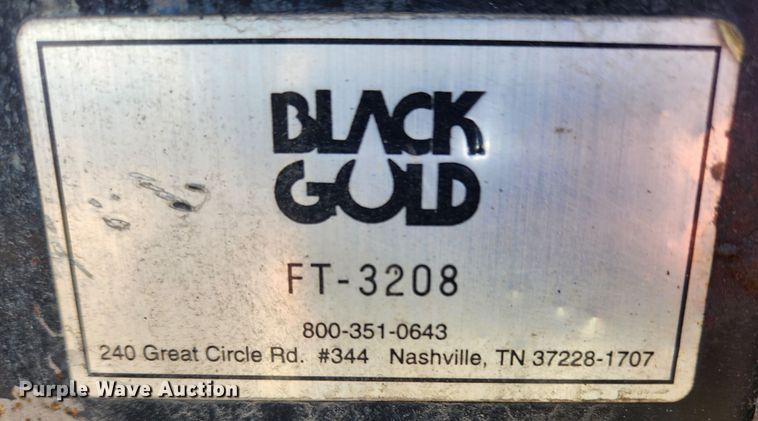 BLACK
GOLD
FT-3208
800-351-0643
240 Great Circle Rd. #344 Nashville, TN 37228-1707
Purple Wave Auction